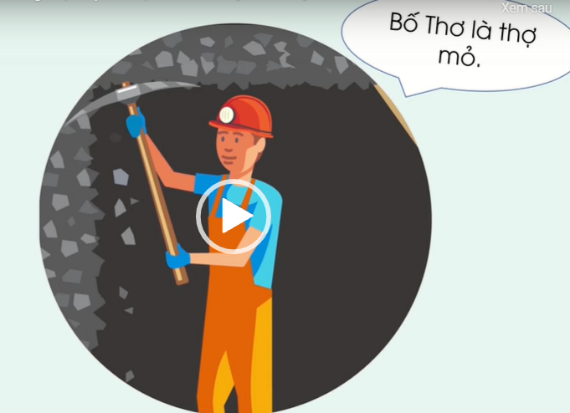 Xem sau
Bố Thơ là thợ
mỏ.